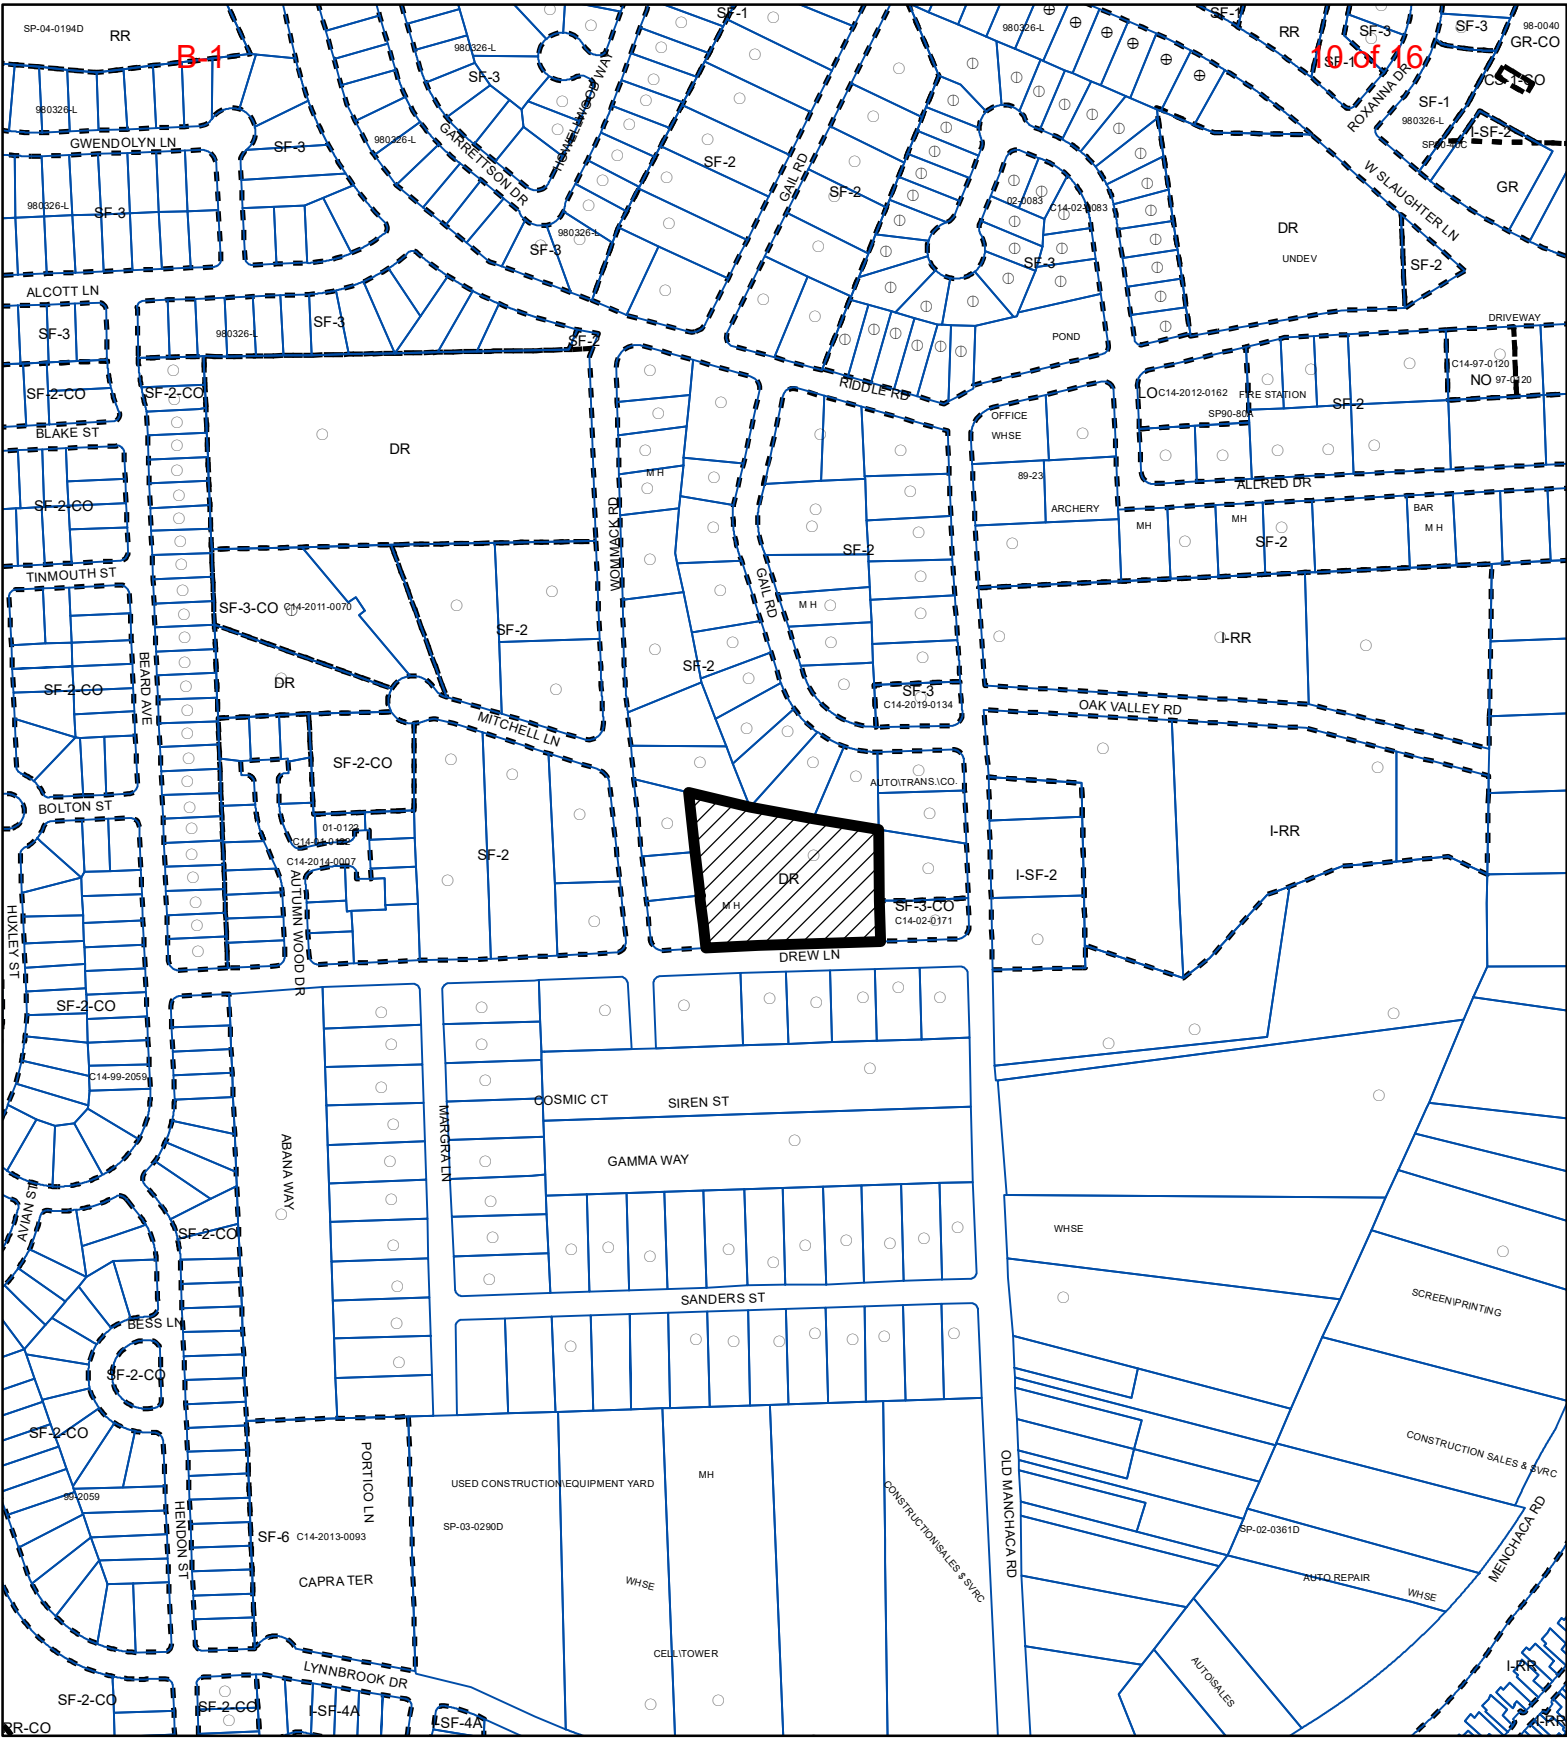 SP-04-0194D
RR
B-1
980326-L
SF-3
HOWELLWOOD WAY
SF-1
980326-L
SF-1
RR
SF-3
SF-1
10 of 16
SF-3
98-0040
GR-CO
CS-1-CO
ROXANNA DR
SF-1
980326-L
I-SF-2
980326-L
GWENDOLYN LN
SF-3
980326-L
GARRETTSON DR
SF-2
GAIL RD
SF-2
02-0083
C14-02-0083
W SLAUGHTER LN
GR
980326-L
SF-3
980326-L
SF-3
SF-3
DR
UNDEV
SF-2
ALCOTT LN
SF-3
980326-L
SF-3
SF-2
POND
DRIVEWAY
SF-2-CO
SF-2-CO
RIDDLE RD
LO
C14-2012-0162
FIRE STATION
SP90-80A
SF-2
C14-97-0120
NO
97-0120
BLAKE ST
DR
OFFICE
WHSE
M H
89-23
ARCHERY
ALLRED DR
SF-2-CO
WOMMACK RD
MH
MH
SF-2
BAR
M H
TINMOUTH ST
SF-2
GAIL RD
SF-3-CO
C14-2011-0070
SF-2
M H
I-RR
SF-2-CO
BEARD AVE
DR
SF-2
SF-3
C14-2019-0134
OAK VALLEY RD
MITCHELL LN
SF-2-CO
AUTO\TRANS.\CO.
BOLTON ST
01-0122
C14-01-0122
C14-2014-0007
SF-2
DR
M H
I-RR
I-SF-2
SF-3-CO
C14-02-0171
HUXLEY ST
AUTUMN WOOD DR
DREW LN
SF-2-CO
C14-99-2059
COSMIC CT
SIREN ST
MARGRA LN
ABANA WAY
GAMMA WAY
AVIAN ST
SF-2-CO
WHSE
BESS LN
SANDERS ST
SCREEN\PRINTING
SF-2-CO
SF-2-CO
PORTICO LN
USED CONSTRUCTION\EQUIPMENT YARD
MH
OLD MANCHACA RD
CONSTRUCTION SALES & SVRC
99-2059
HENDON ST
SF-6
C14-2013-0093
SP-03-0290D
CONSTRUCTION\SALES $ SVRC
SP-02-0361D
MENCHACA RD
CAPRA TER
WHSE
AUTO REPAIR
WHSE
CELL\TOWER
LYNNBROOK DR
AUTO\SALES
I-RR
SF-2-CO
SF-2-CO
I-SF-4A
I-SF-4A
RR-CO
I-RR